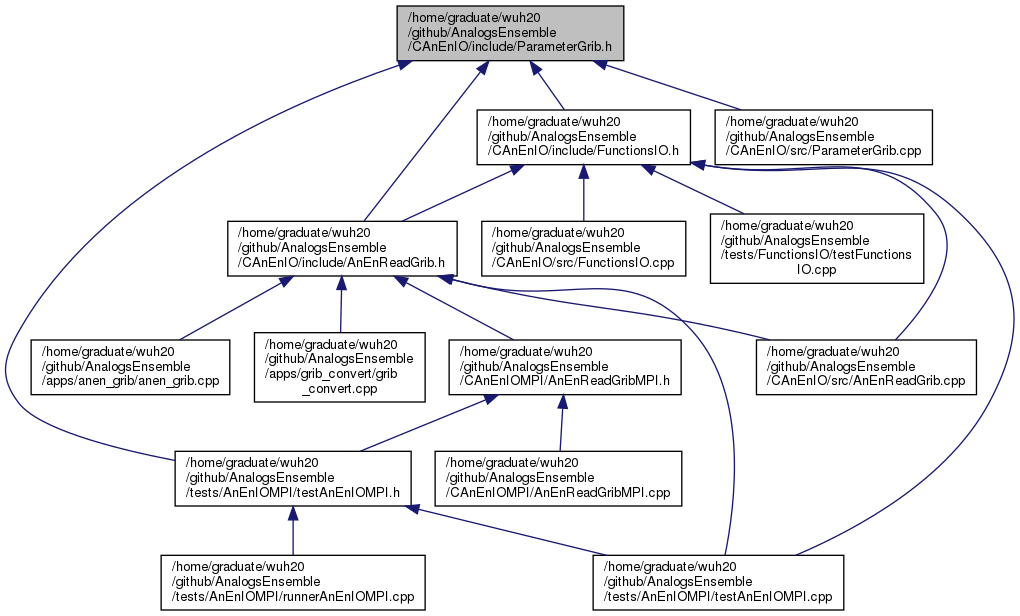 /home/graduate/wuh20
/github/AnalogsEnsemble
/CAnEnIO/include/ParameterGrib.h
/home/graduate/wuh20
/github/AnalogsEnsemble
/CAnEnIO/include/FunctionsIO.h
/home/graduate/wuh20
/github/AnalogsEnsemble
/CAnEnIO/src/ParameterGrib.cpp
/home/graduate/wuh20
/github/AnalogsEnsemble
/CAnEnIO/include/AnEnReadGrib.h
/home/graduate/wuh20
/github/AnalogsEnsemble
/CAnEnIO/src/FunctionsIO.cpp
/home/graduate/wuh20
/github/AnalogsEnsemble
/tests/FunctionsIO/testFunctions
IO.cpp
/home/graduate/wuh20
/github/AnalogsEnsemble
/apps/anen_grib/anen_grib.cpp
/home/graduate/wuh20
/github/AnalogsEnsemble
/apps/grib_convert/grib
_convert.cpp
/home/graduate/wuh20
/github/AnalogsEnsemble
/CAnEnIOMPI/AnEnReadGribMPI.h
/home/graduate/wuh20
/github/AnalogsEnsemble
/CAnEnIO/src/AnEnReadGrib.cpp
/home/graduate/wuh20
/github/AnalogsEnsemble
/tests/AnEnIOMPI/testAnEnIOMPI.h
/home/graduate/wuh20
/github/AnalogsEnsemble
/CAnEnIOMPI/AnEnReadGribMPI.cpp
/home/graduate/wuh20
/github/AnalogsEnsemble
/tests/AnEnIOMPI/runnerAnEnIOMPI.cpp
/home/graduate/wuh20
/github/AnalogsEnsemble
/tests/AnEnIOMPI/testAnEnIOMPI.cpp